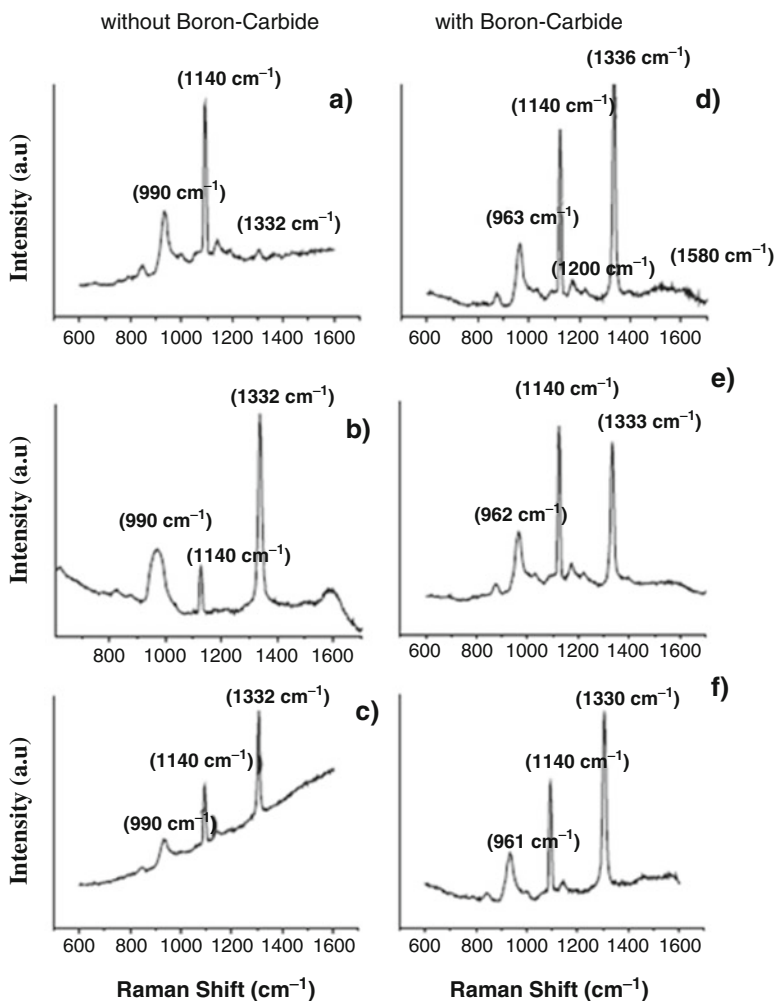 without Boron-Carbide
with Boron-Carbide
a)
(1140 cm⁻¹)
(990 cm⁻¹)
(1332 cm⁻¹)
Intensity (a.u)
600 800 1000 1200 1400 1600
d)
(1336 cm⁻¹)
(1140 cm⁻¹)
(963 cm⁻¹)
(1200 cm⁻¹)
(1580 cm⁻¹)
600 800 1000 1200 1400 1600
b)
(1332 cm⁻¹)
(990 cm⁻¹)
(1140 cm⁻¹)
Intensity (a.u)
800 1000 1200 1400 1600
e)
(1140 cm⁻¹)
(1333 cm⁻¹)
(962 cm⁻¹)
600 800 1000 1200 1400 1600
c)
(1332 cm⁻¹)
(1140 cm⁻¹)
(990 cm⁻¹)
Intensity (a.u)
600 800 1000 1200 1400 1600
Raman Shift (cm⁻¹)
f)
(1330 cm⁻¹)
(1140 cm⁻¹)
(961 cm⁻¹)
600 800 1000 1200 1400 1600
Raman Shift (cm⁻¹)